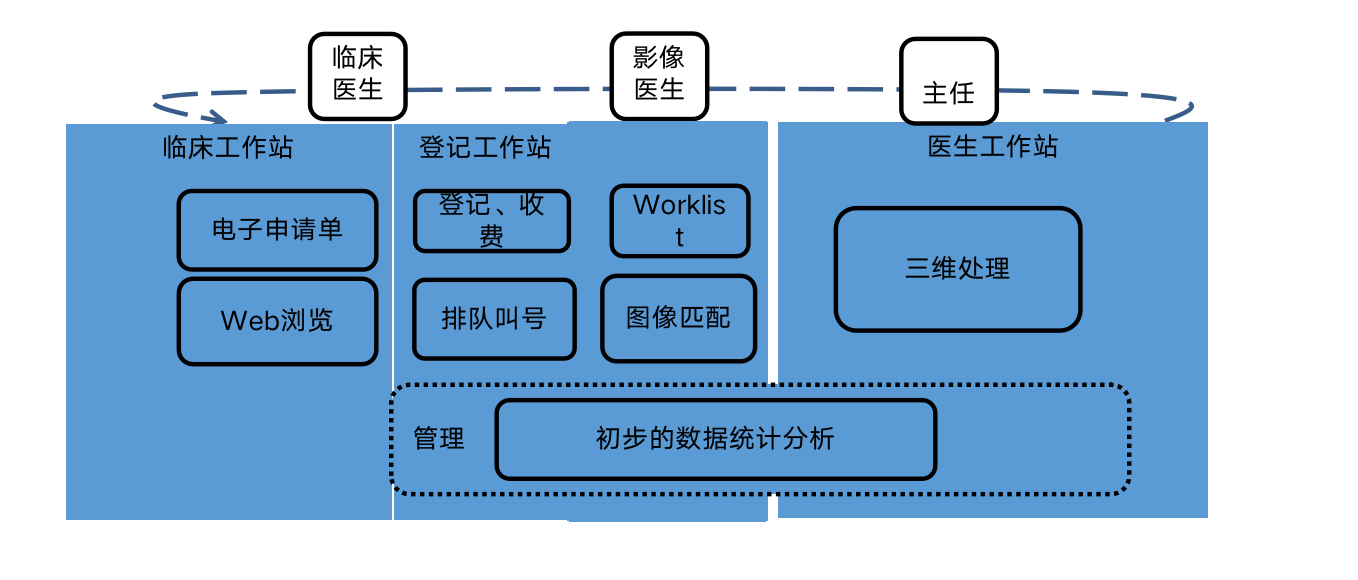 临床
医生
影像
医生
主任
临床工作站
登记工作站
医生工作站
电子申请单
Web浏览
登记、收
费
Worklis
t
排队叫号
图像匹配
三维处理
管理
初步的数据统计分析